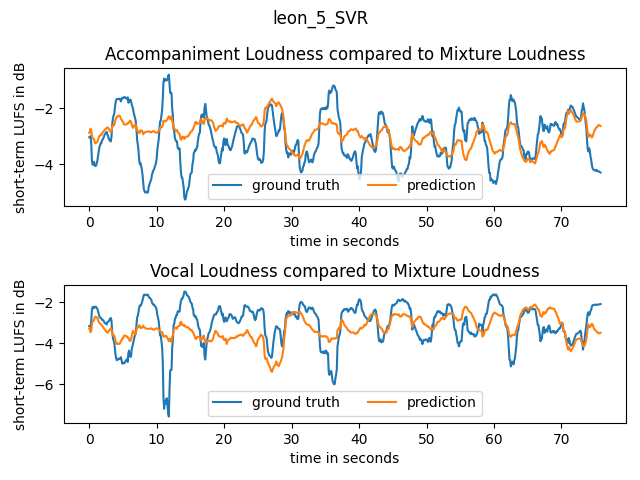 leon_5_SVR
Accompaniment Loudness compared to Mixture Loudness
short-term LUFS in dB
−2
−4
ground truth prediction
0 10 20 30 40 50 60 70
time in seconds
Vocal Loudness compared to Mixture Loudness
short-term LUFS in dB
−2
−4
−6
ground truth prediction
0 10 20 30 40 50 60 70
time in seconds